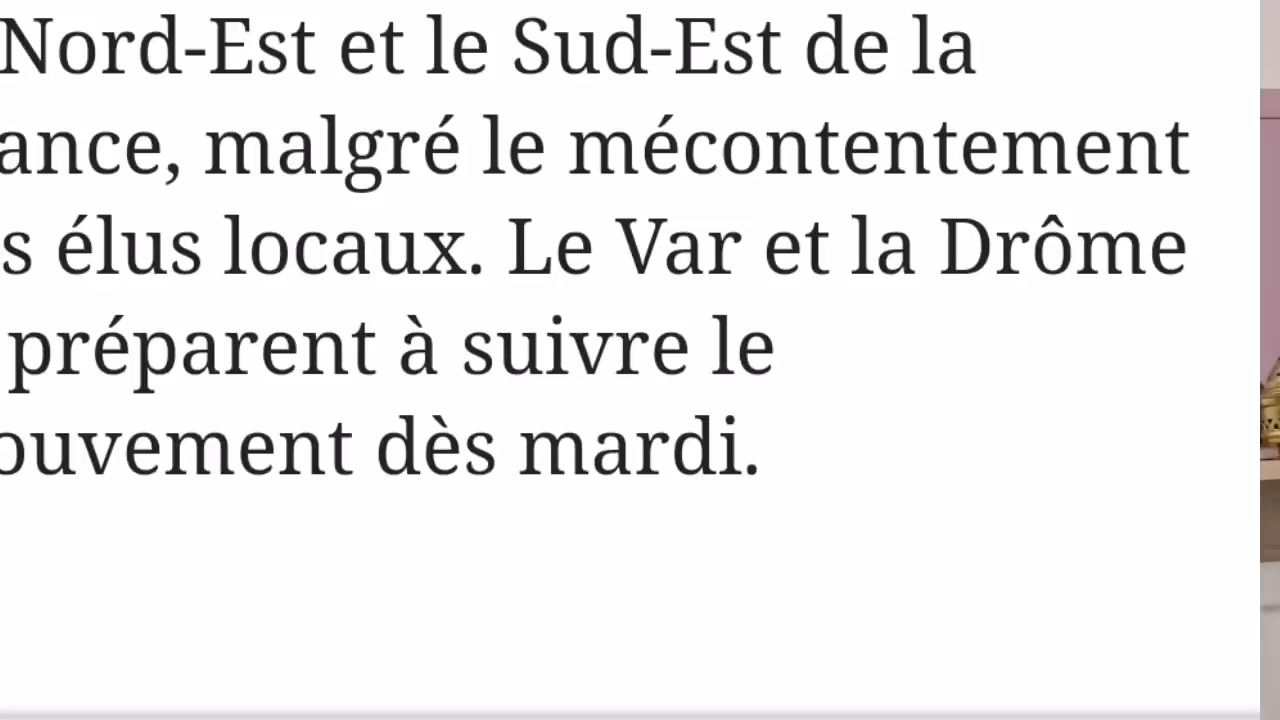 Nord-Est et le Sud-Est de la
ance, malgré le mécontentement
s élus locaux. Le Var et la Drôme
préparent à suivre le
ouvement dès mardi.